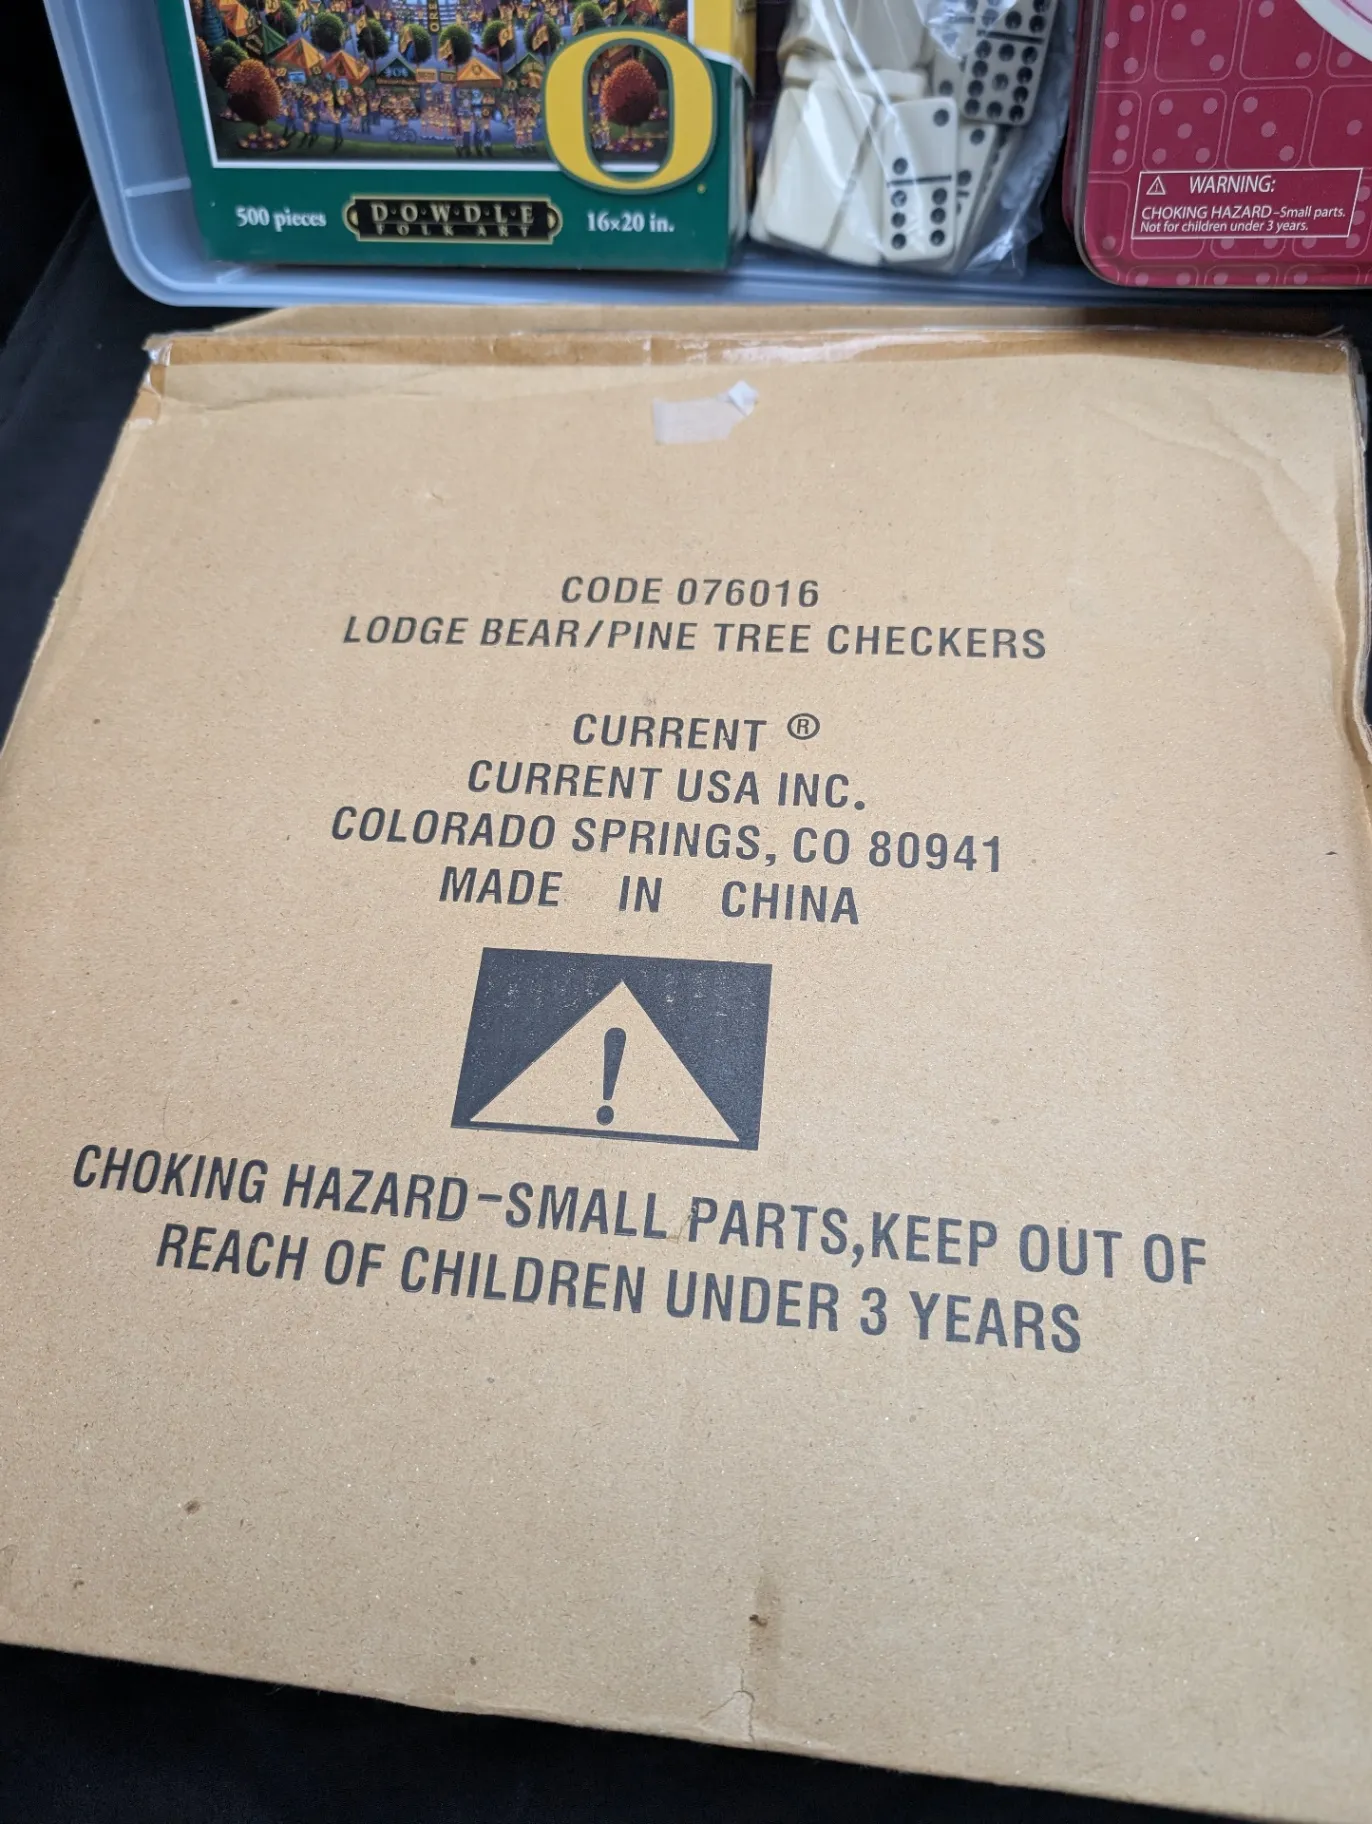 500 pieces
DOWDLE
FOLK ART
16x20 in.
O
WARNING:
CHOKING HAZARD-Small parts.
Not for children under 3 years.
CODE 076016
LODGE BEAR/PINE TREE CHECKERS
CURRENT ®
CURRENT USA INC.
COLORADO SPRINGS, CO 80941
MADE IN CHINA
CHOKING HAZARD-SMALL PARTS,KEEP OUT OF
REACH OF CHILDREN UNDER 3 YEARS